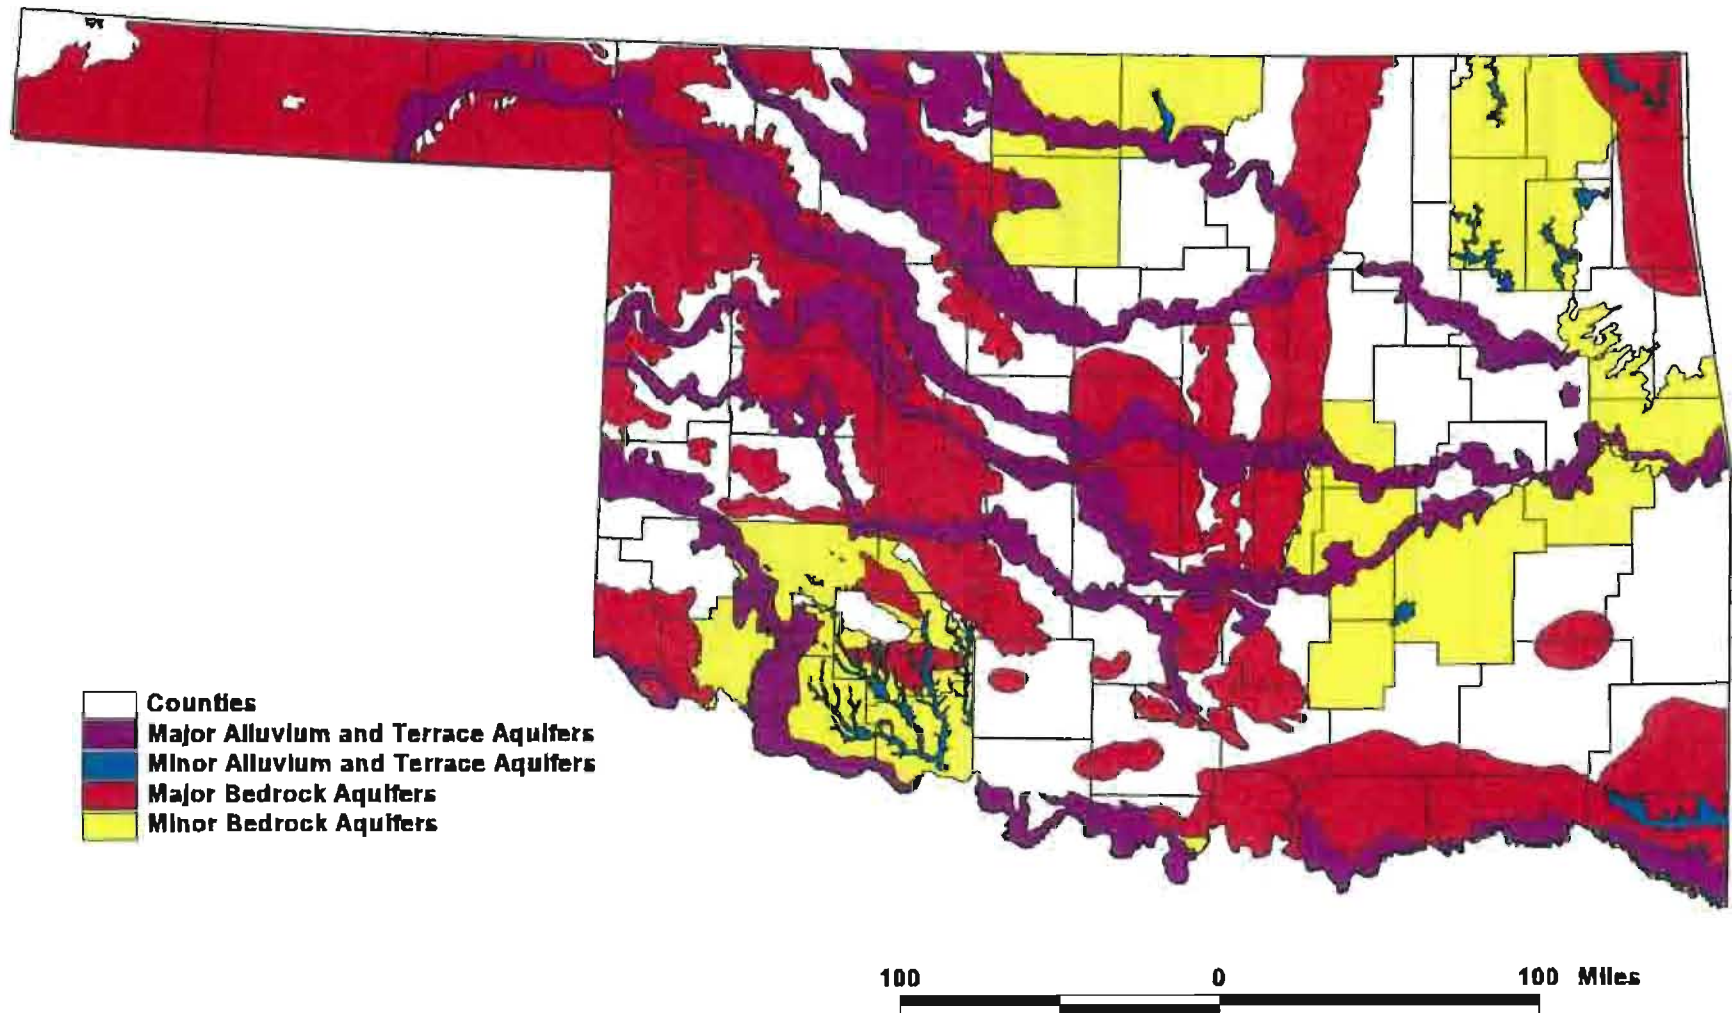 Counties
Major Alluvium and Terrace Aquifers
Minor Alluvium and Terrace Aquifers
Major Bedrock Aquifers
Minor Bedrock Aquifers
100 0 100 Miles